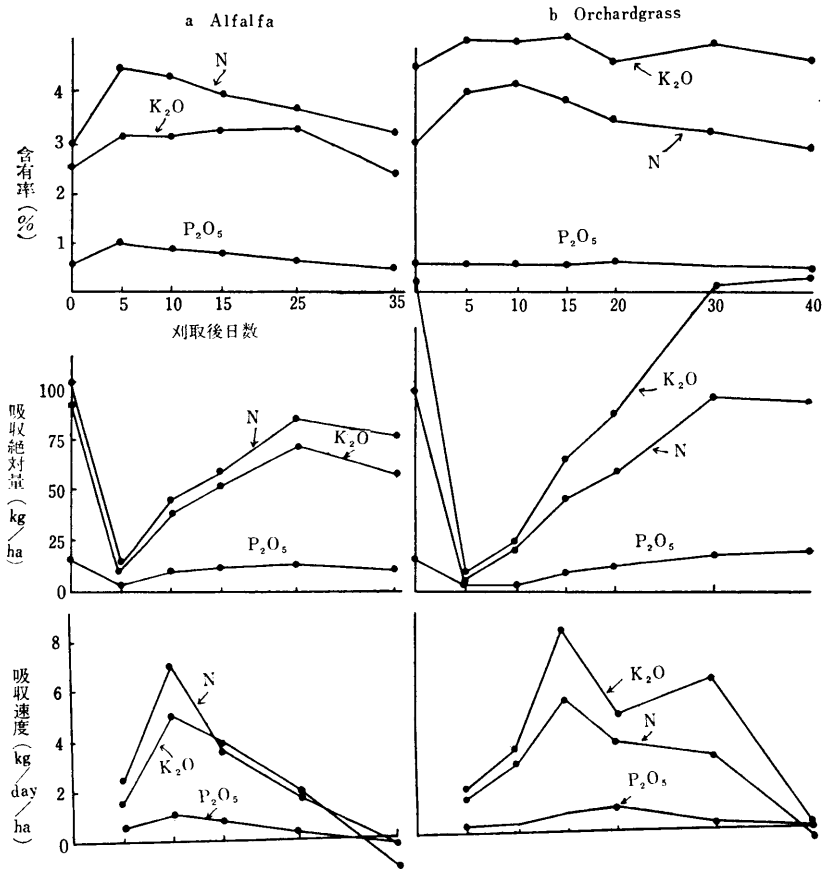 a Alfalfa
b Orchardgrass
含有率(%)
4
3
2
1
N
K₂O
P₂O₅
K₂O
N
P₂O₅
0 5 10 15 25 35
0 5 10 15 20 30 40
刈取後日数
吸収絶対量(kg/ha)
100
75
50
25
0
N
K₂O
P₂O₅
K₂O
N
P₂O₅
吸収速度(kg/day/ha)
8
6
4
2
0
N
K₂O
P₂O₅
K₂O
N
P₂O₅